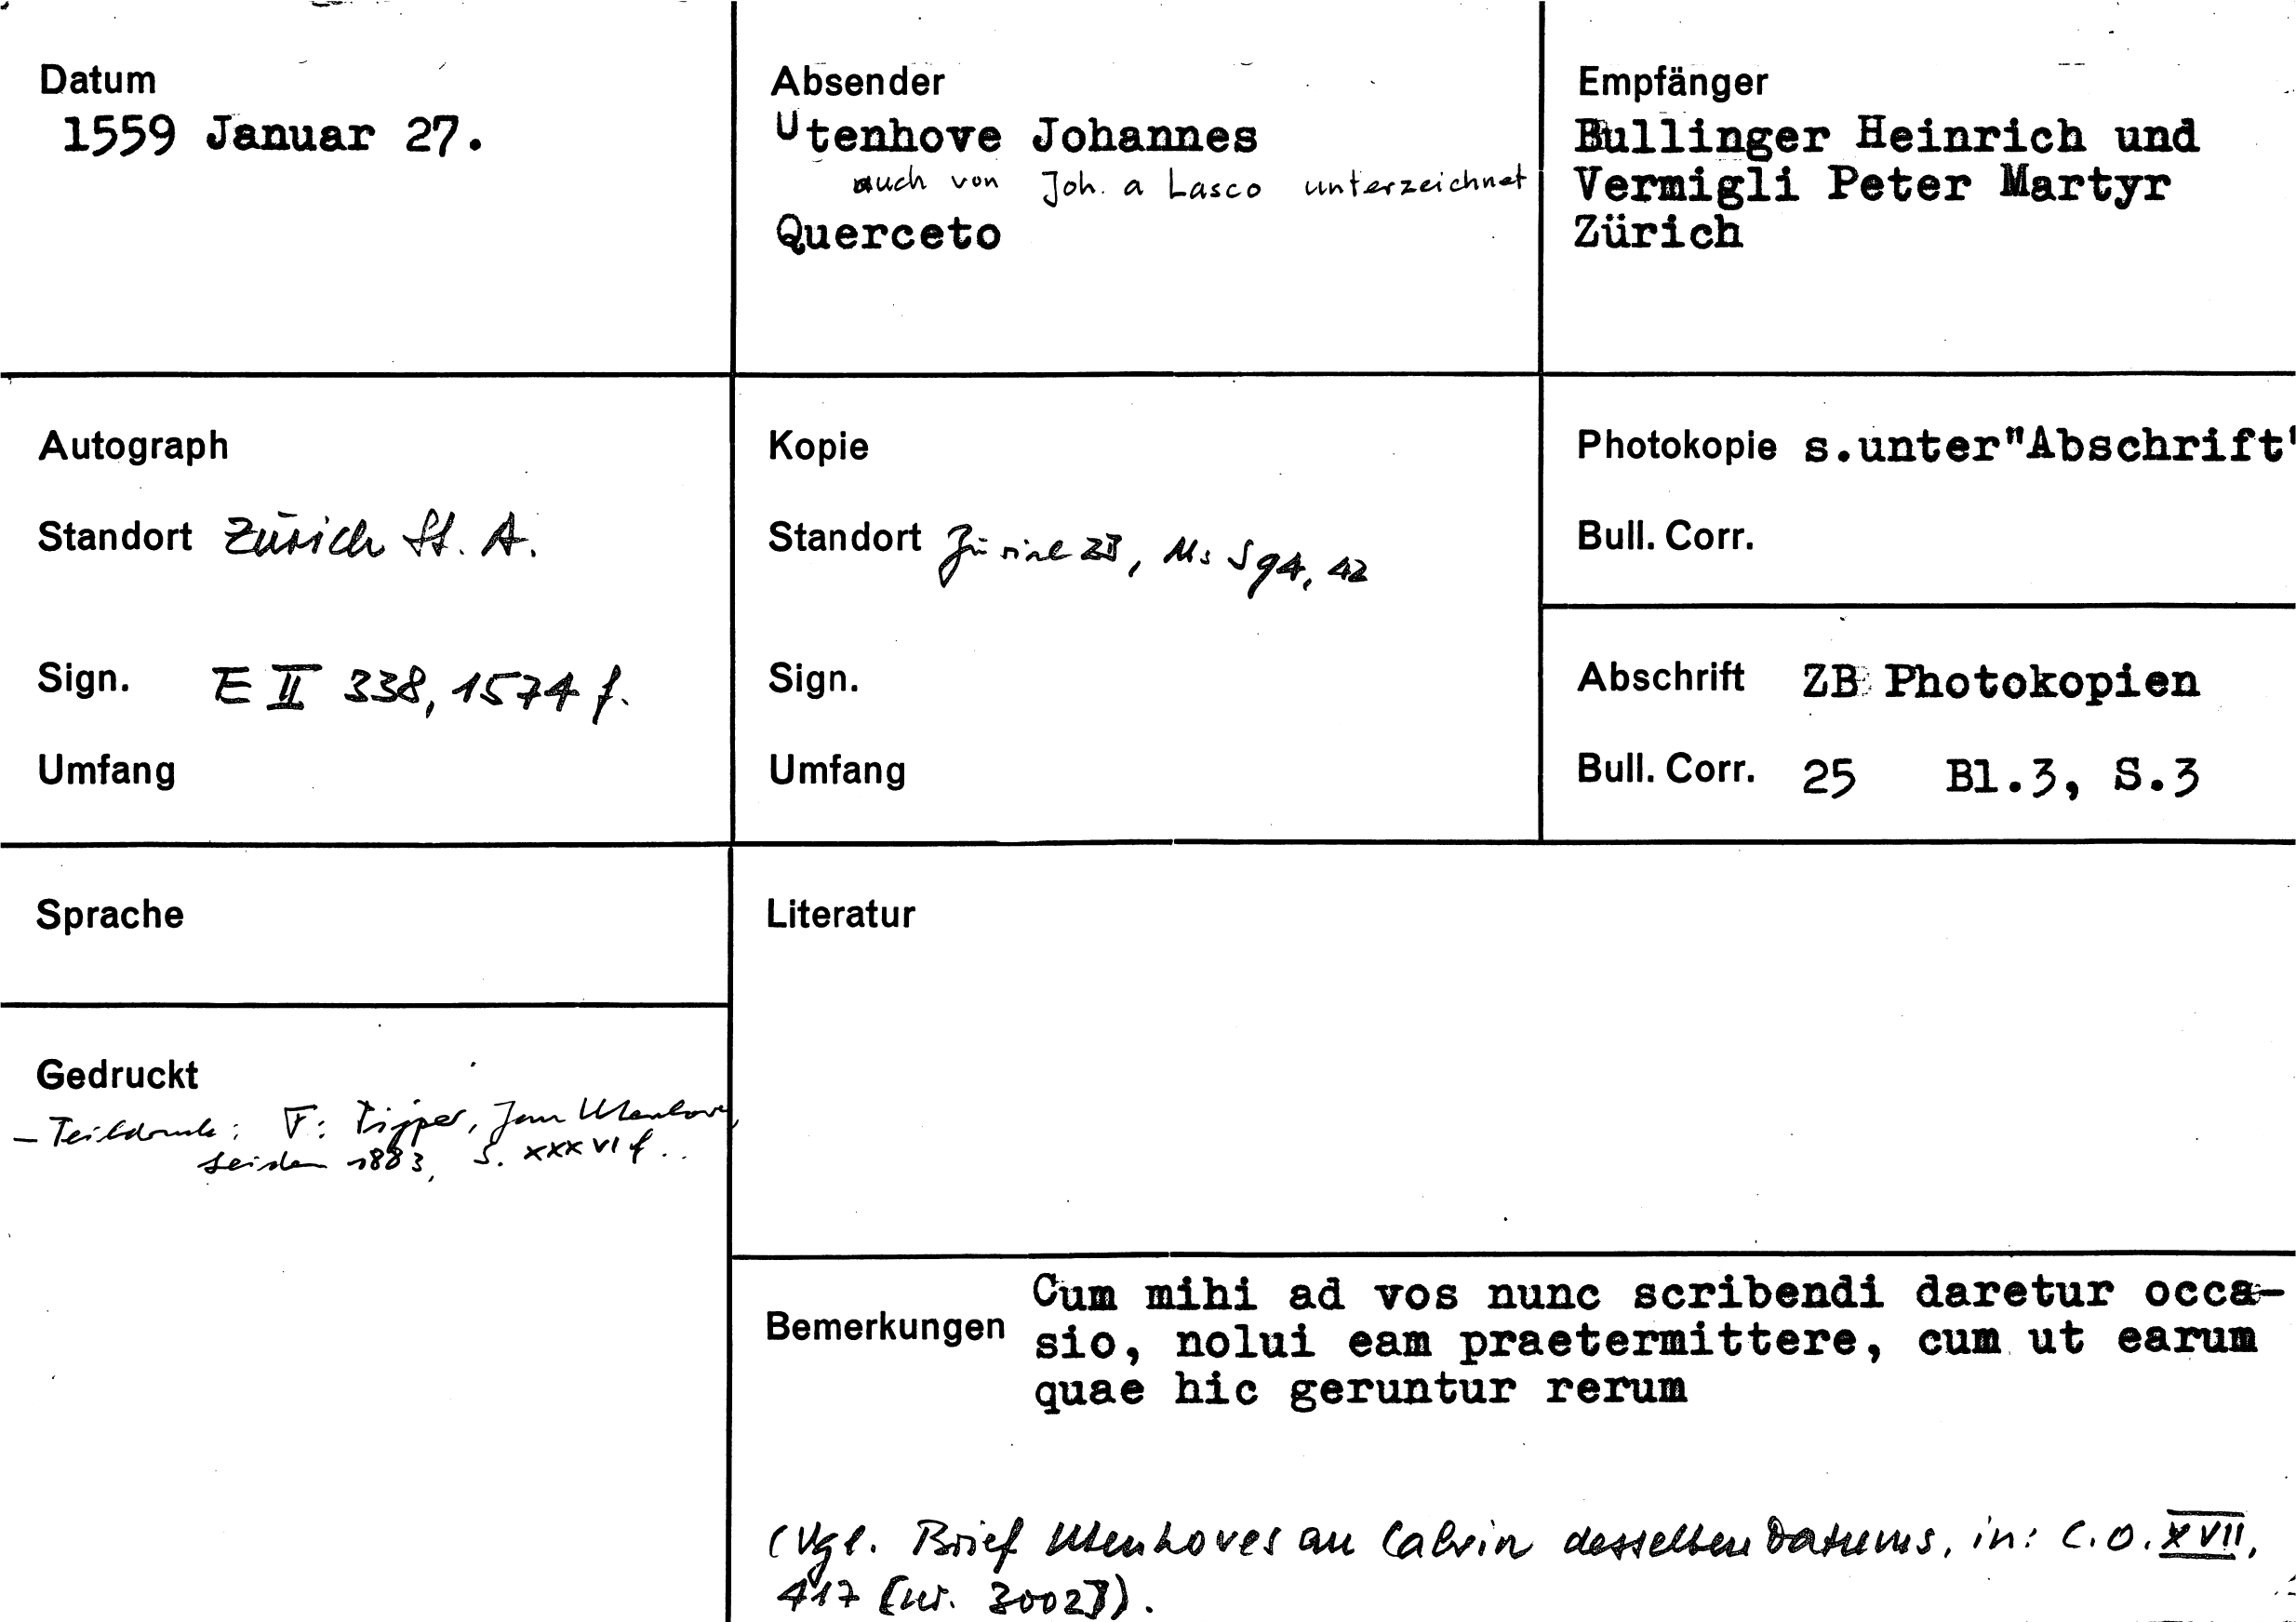 Datum
1559 Januar 27.
Absender
Utenhove Johannes
auch von Joh. a Lasco unterzeichnet
Querceto
Empfänger
Bullinger Heinrich und
Vermigli Peter Martyr
Zürich
Autograph
Standort Zürich St. A.
Sign. E II 338, 1574 f.
Umfang
Kopie
Standort Zürich ZB, Ms S 94, 42
Sign.
Umfang
Photokopie s.unter"Abschrift"
Bull. Corr.
Abschrift ZB Photokopien
Bull. Corr. 25 Bl.3, S.3
Sprache
Gedruckt
- Teildruck: F. Pijper, Jan Utenhove,
Leiden 1883, S. XXXVI f..
Literatur
Bemerkungen
Cum mihi ad vos nunc scribendi daretur occa-
sio, nolui eam praetermittere, cum ut earum
quae hic geruntur rerum
(Vgl. Brief Utenhoves an Calvin desselben Datums, in: C.O. XVII,
417 [nr. 3002]).